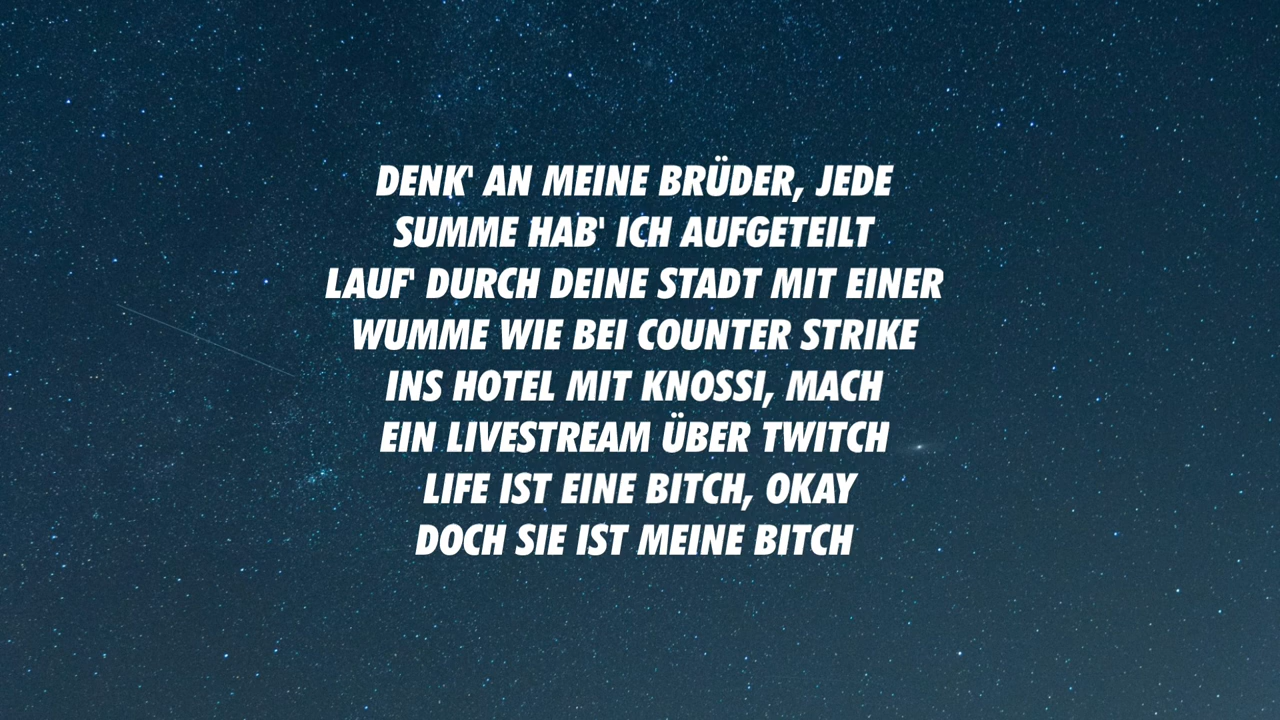 DENK' AN MEINE BRÜDER, JEDE
SUMME HAB' ICH AUFGETEILT
LAUF' DURCH DEINE STADT MIT EINER
WUMME WIE BEI COUNTER STRIKE
INS HOTEL MIT KNOSSI, MACH
EIN LIVESTREAM ÜBER TWITCH
LIFE IST EINE BITCH, OKAY
DOCH SIE IST MEINE BITCH